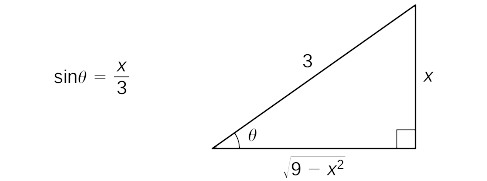 3
sinθ = x/3
x
θ
√9 − x²